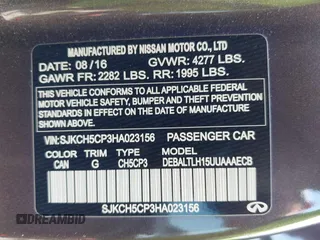 MANUFACTURED BY NISSAN MOTOR CO., LTD
DATE: 08/16 GVWR: 4277 LBS.
GAWR FR: 2282 LBS. RR: 1995 LBS.
THIS VEHICLE CONFORMS TO ALL APPLICABLE
FEDERAL MOTOR VEHICLE SAFETY, BUMPER,
AND THEFT PREVENTION STANDARDS IN EFFECT
ON THE DATE OF MANUFACTURE SHOWN ABOVE.
VIN: SJKCH5CP3HA023156 PASSENGER CAR
COLOR TRIM MODEL
CAN G CH5CP3 DEBALTLH15UUAAAECB
SJKCH5CP3HA023156
© DREAMBID